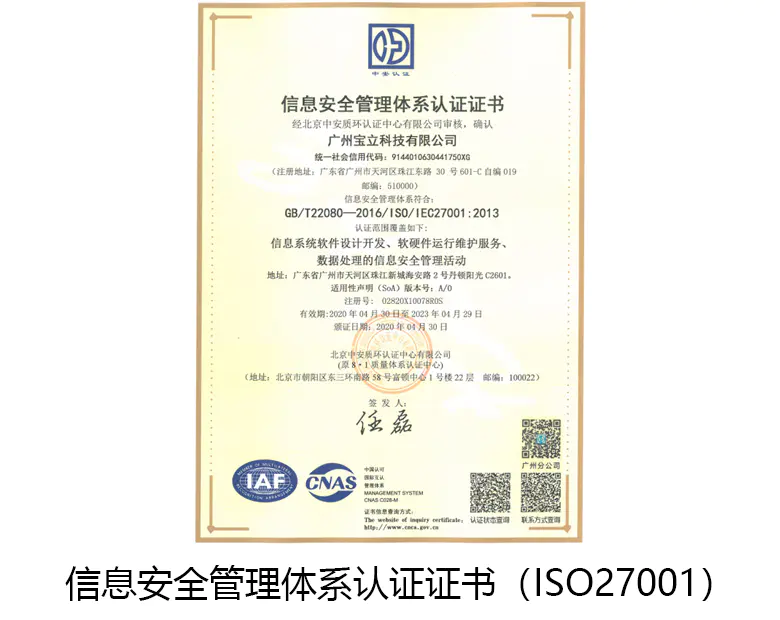 中安认证
信息安全管理体系认证证书
经北京中安质环认证中心有限公司审核，确认
广州宝立科技有限公司
统一社会信用代码：9144010630441750XG
（注册地址：广东省广州市天河区珠江东路 30 号 601-C 自编 019
邮编：510000）
信息安全管理体系符合：
GB/T22080—2016/ISO/IEC27001:2013
认证范围覆盖如下：
信息系统软件设计开发、软硬件运行维护服务、
数据处理的信息安全管理活动
地址：广东省广州市天河区珠江新城海安路 2 号丹顿阳光 C2601。
适用性声明（SoA）版本号：A/0
注册号：02820X10078R0S
有效期：2020 年 04 月 30 日至 2023 年 04 月 29 日
颁证日期：2020 年 04 月 30 日
北京中安质环认证中心有限公司
(原 8·1 质量体系认证中心)
（地址：北京市朝阳区东三环南路 58 号富顿中心 1 号楼 22 层 邮编：100022）
签 发 人：
任磊
广州分公司
MEMBER OF MULTILATERAL
IAF
RECOGNITION ARRANGEMENT
CNAS
中国认可
国际互认
管理体系
MANAGEMENT SYSTEM
CNAS C028-M
证书信息查询方式：
The website of inquiry certificate:
http://www.cnca.gov.cn
认证状态查询
联系方式查询
信息安全管理体系认证证书（ISO27001）